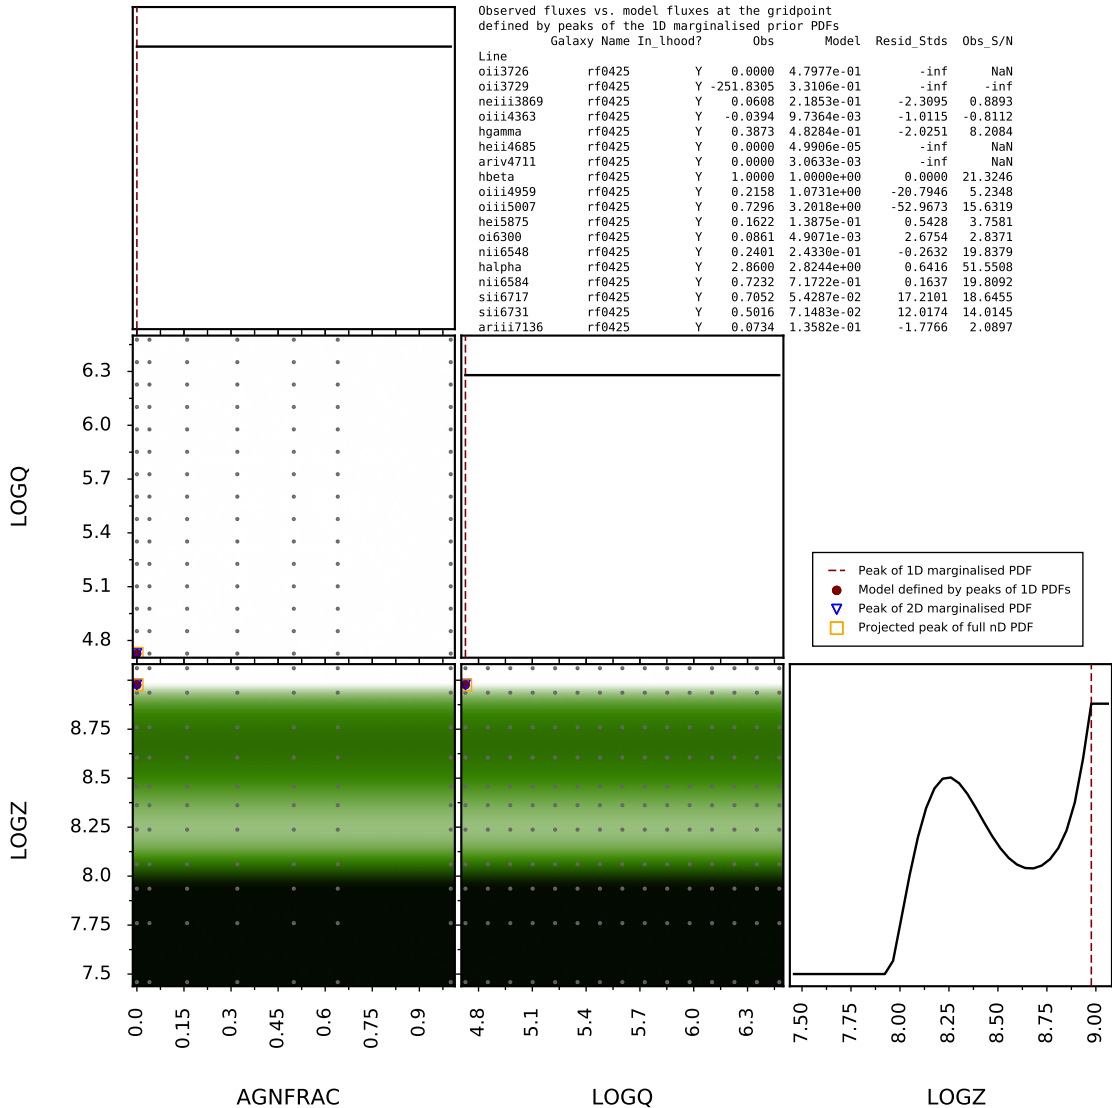 Observed fluxes vs. model fluxes at the gridpoint
defined by peaks of the 1D marginalised prior PDFs
Galaxy Name In_lhood? Obs Model Resid_Stds Obs_S/N
Line
oii3726 rf0425 Y 0.0000 4.7977e-01 -inf NaN
oii3729 rf0425 Y -251.8305 3.3106e-01 -inf -inf
neiii3869 rf0425 Y 0.0608 2.1853e-01 -2.3095 0.8893
oiii4363 rf0425 Y -0.0394 9.7364e-03 -1.0115 -0.8112
hgamma rf0425 Y 0.3873 4.8284e-01 -2.0251 8.2084
heii4685 rf0425 Y 0.0000 4.9906e-05 -inf NaN
ariv4711 rf0425 Y 0.0000 3.0633e-03 -inf NaN
hbeta rf0425 Y 1.0000 1.0000e+00 0.0000 21.3246
oiii4959 rf0425 Y 0.2158 1.0731e+00 -20.7946 5.2348
oiii5007 rf0425 Y 0.7296 3.2018e+00 -52.9673 15.6319
hei5875 rf0425 Y 0.1622 1.3875e-01 0.5428 3.7581
oi6300 rf0425 Y 0.0861 4.9071e-03 2.6754 2.8371
nii6548 rf0425 Y 0.2401 2.4330e-01 -0.2632 19.8379
halpha rf0425 Y 2.8600 2.8244e+00 0.6416 51.5508
nii6584 rf0425 Y 0.7232 7.1722e-01 0.1637 19.8092
sii6717 rf0425 Y 0.7052 5.4287e-02 17.2101 18.6455
sii6731 rf0425 Y 0.5016 7.1483e-02 12.0174 14.0145
ariii7136 rf0425 Y 0.0734 1.3582e-01 -1.7766 2.0897
6.3
6.0
5.7
5.4
5.1
4.8
LOGQ
Peak of 1D marginalised PDF
Model defined by peaks of 1D PDFs
Peak of 2D marginalised PDF
Projected peak of full nD PDF
8.75
8.5
8.25
8.0
7.75
7.5
LOGZ
0.0 0.15 0.3 0.45 0.6 0.75 0.9
4.8 5.1 5.4 5.7 6.0 6.3
7.50 7.75 8.00 8.25 8.50 8.75 9.00
AGNFRAC LOGQ LOGZ